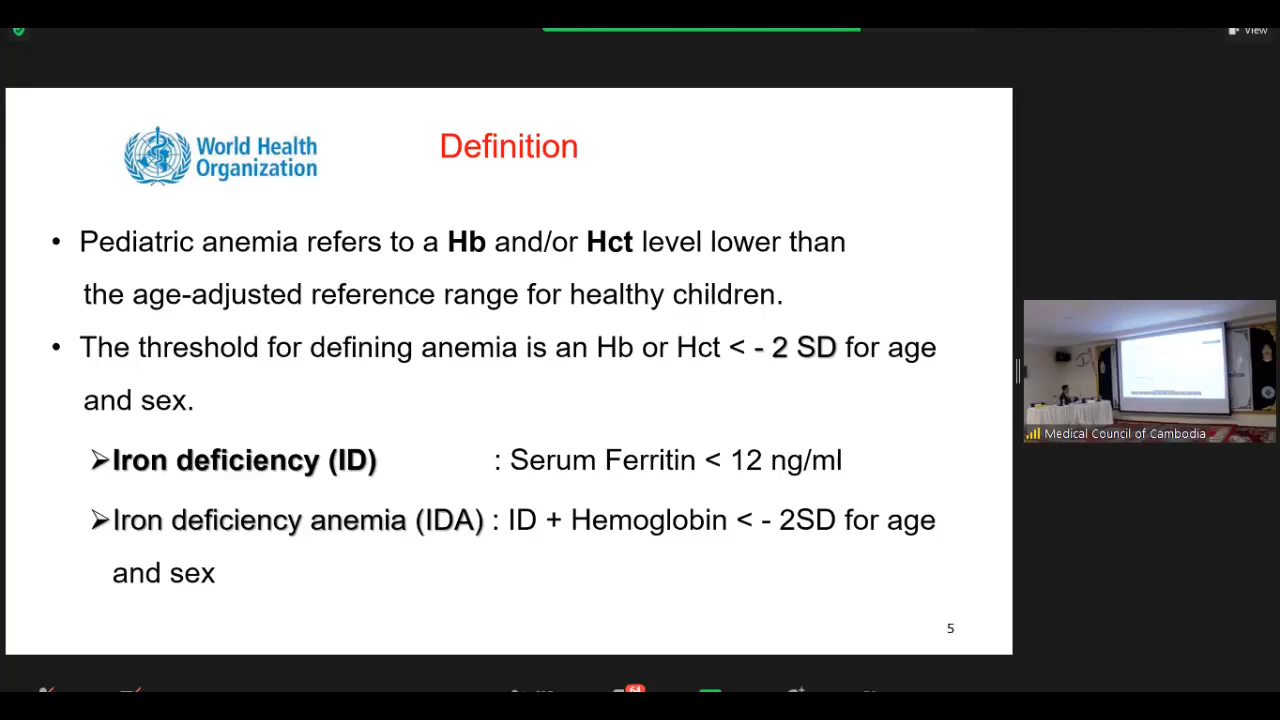 View
World Health
Organization
Definition
• Pediatric anemia refers to a Hb and/or Hct level lower than
the age-adjusted reference range for healthy children.
• The threshold for defining anemia is an Hb or Hct < - 2 SD for age
and sex.
➢Iron deficiency (ID) : Serum Ferritin < 12 ng/ml
➢Iron deficiency anemia (IDA) : ID + Hemoglobin < - 2SD for age
and sex
5
Medical Council of Cambodia
64